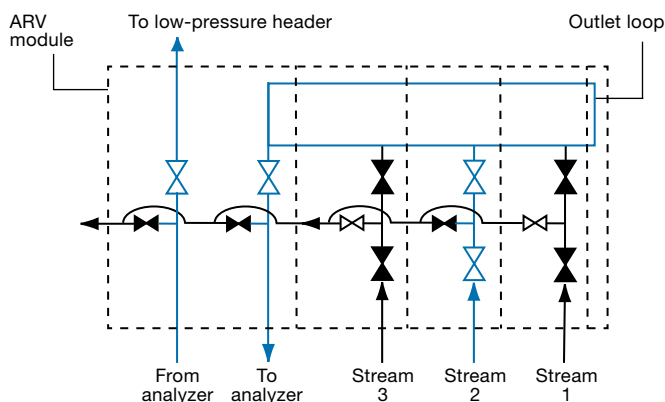 ARV
module
To low-pressure header
Outlet loop
From
analyzer
To
analyzer
Stream
3
Stream
2
Stream
1